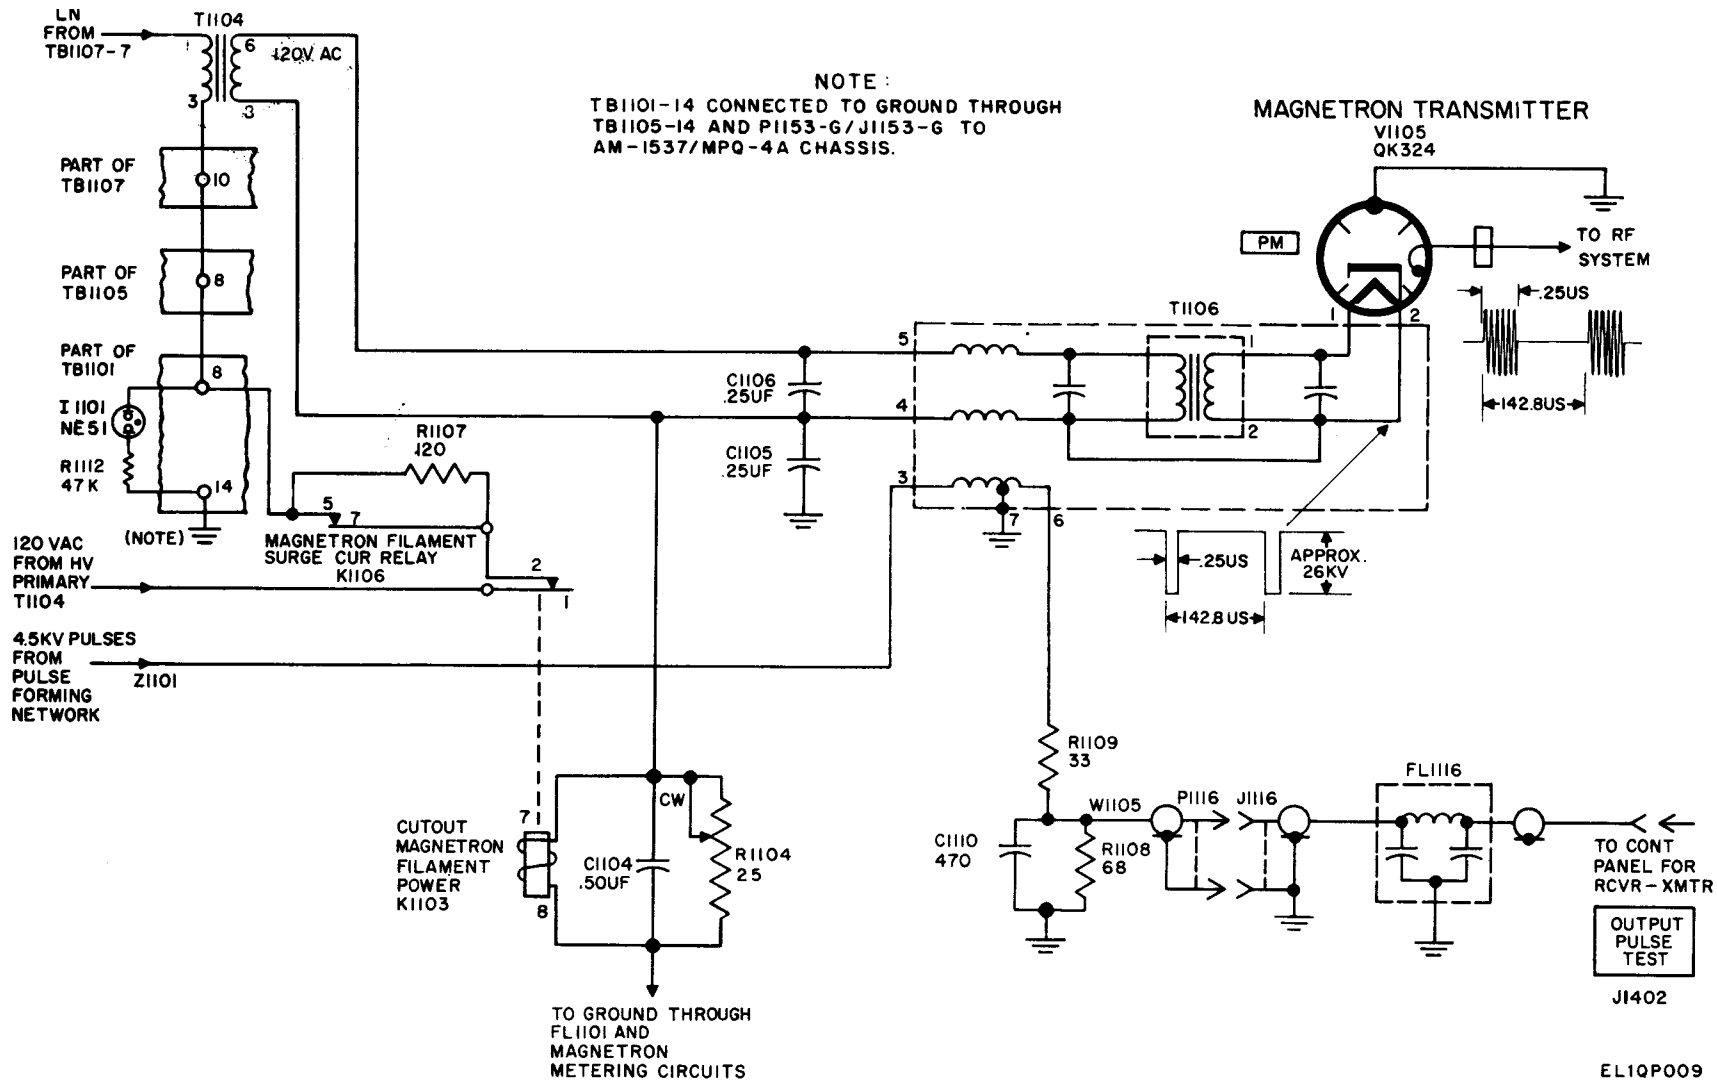 LN
FROM
TB1107-7
T1104
1
6
120V AC
3
3
NOTE:
TB1101-14 CONNECTED TO GROUND THROUGH
TB1105-14 AND P1153-G/J1153-G TO
AM-1537/MPQ-4A CHASSIS.
MAGNETRON TRANSMITTER
V1105
QK324
PM
TO RF
SYSTEM
.25US
142.8US
PART OF
TB1107
10
PART OF
TB1105
8
PART OF
TB1101
8
I1101
NE51
R1112
47K
14
(NOTE)
R1107
120
5
7
MAGNETRON FILAMENT
SURGE CUR RELAY
K1106
2
1
120 VAC
FROM HV
PRIMARY
T1104
4.5KV PULSES
FROM
PULSE
FORMING
NETWORK
Z1101
C1106
.25UF
C1105
.25UF
5
4
3
7
6
T1106
1
2
1
2
.25US
APPROX.
26KV
142.8US
CUTOUT
MAGNETRON
FILAMENT
POWER
K1103
7
8
CW
C1104
.50UF
R1104
25
TO GROUND THROUGH
FL1101 AND
MAGNETRON
METERING CIRCUITS
R1109
33
C1110
470
R1108
68
W1105
P1116
J1116
FL1116
TO CONT
PANEL FOR
RCVR-XMTR
OUTPUT
PULSE
TEST
J1402
EL1QP009